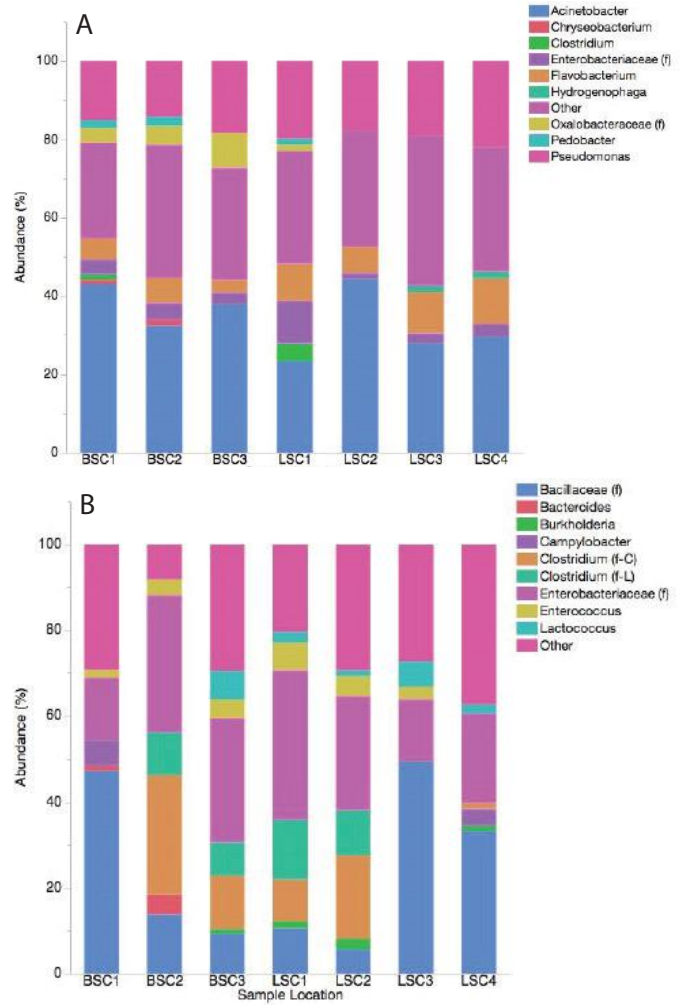 A
Acinetobacter
Chryseobacterium
Clostridium
Enterobacteriaceae (f)
Flavobacterium
Hydrogenophaga
Other
Oxalobacteraceae (f)
Pedobacter
Pseudomonas
Abundance (%)
100
80
60
40
20
0
BSC1 BSC2 BSC3 LSC1 LSC2 LSC3 LSC4
B
Bacillaceae (f)
Bacteroides
Burkholderia
Campylobacter
Clostridium (f-C)
Clostridium (f-L)
Enterobacteriaceae (f)
Enterococcus
Lactococcus
Other
Abundance (%)
100
80
60
40
20
0
BSC1 BSC2 BSC3 LSC1 LSC2 LSC3 LSC4
Sample Location